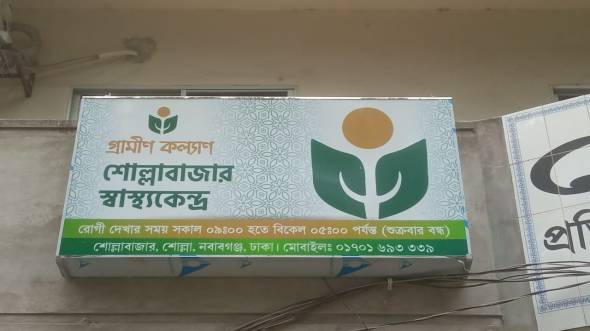 গ্রামীণ কল্যাণ
শোল্লাবাজার
স্বাস্থ্যকেন্দ্র
রোগী দেখার সময় সকাল ০৯ঃ০০ হতে বিকেল ০৫ঃ০০ পর্যন্ত (শুক্রবার বন্ধ)
শোল্লাবাজার, শোল্লা, নবাবগঞ্জ, ঢাকা। মোবাইলঃ ০১৭০১ ৬৯৩ ৩৩৯